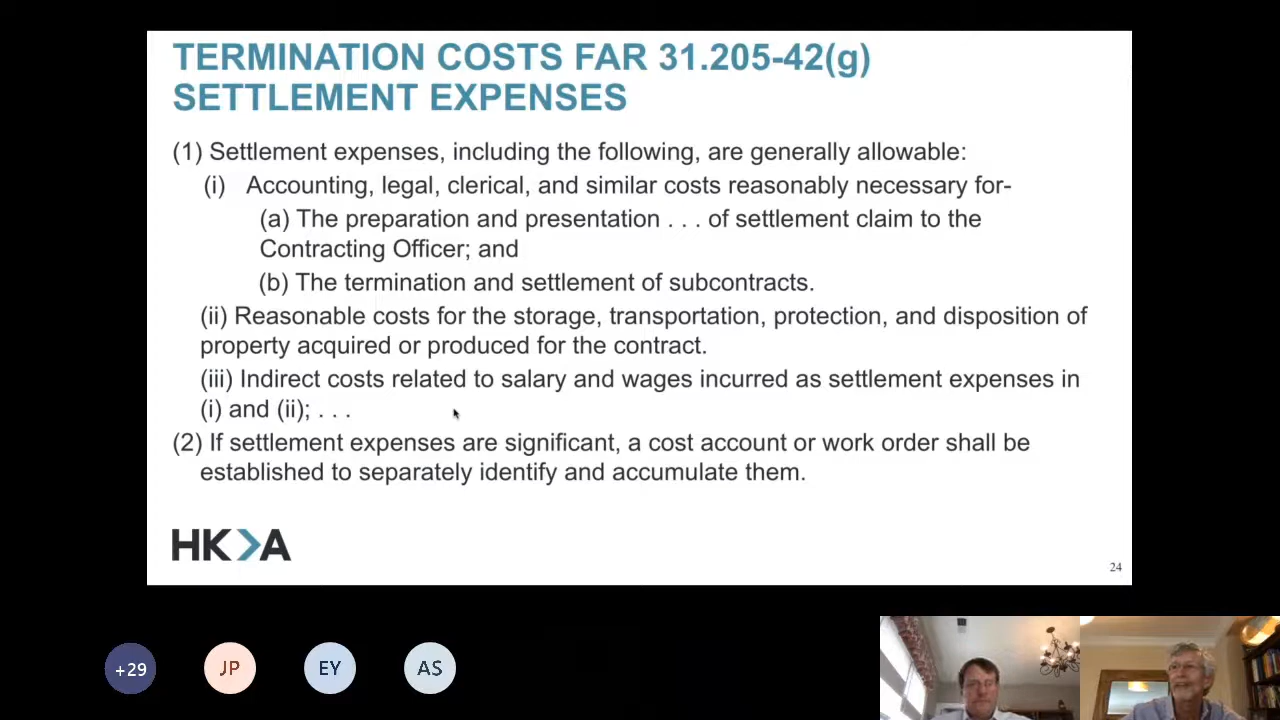 TERMINATION COSTS FAR 31.205-42(g)
SETTLEMENT EXPENSES
(1) Settlement expenses, including the following, are generally allowable:
(i) Accounting, legal, clerical, and similar costs reasonably necessary for-
(a) The preparation and presentation . . . of settlement claim to the
Contracting Officer; and
(b) The termination and settlement of subcontracts.
(ii) Reasonable costs for the storage, transportation, protection, and disposition of
property acquired or produced for the contract.
(iii) Indirect costs related to salary and wages incurred as settlement expenses in
(i) and (ii); . . .
(2) If settlement expenses are significant, a cost account or work order shall be
established to separately identify and accumulate them.
HKA
24
+29
JP
EY
AS